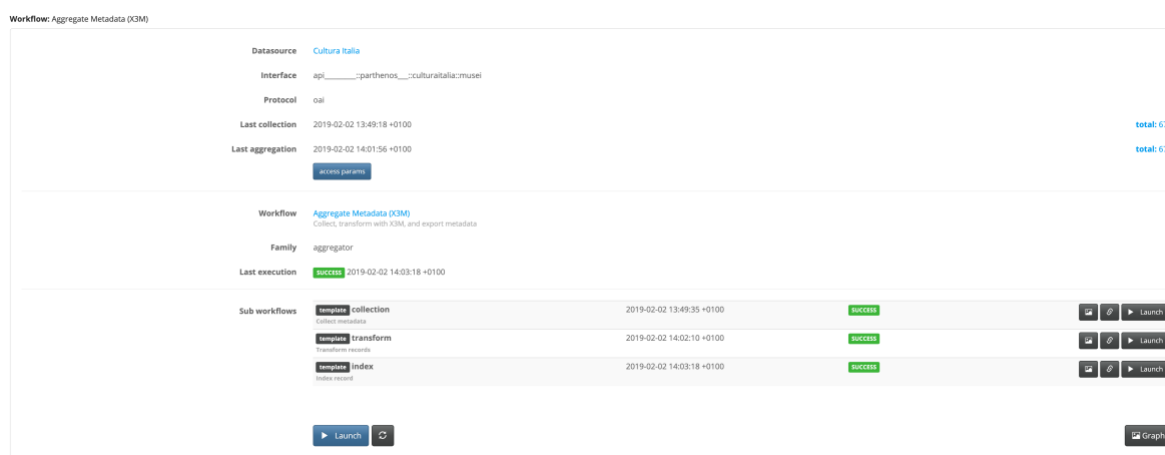 Workflow: Aggregate Metadata (X3M)
Datasource Cultura Italia
Interface api________::parthenos___::culturaitalia::musei
Protocol oai
Last collection 2019-02-02 13:49:18 +0100 total: 67
Last aggregation 2019-02-02 14:01:56 +0100 total: 67
access params
Workflow Aggregate Metadata (X3M)
Collect, transform with X3M, and export metadata
Family aggregator
Last execution SUCCESS 2019-02-02 14:03:18 +0100
Sub workflows template collection 2019-02-02 13:49:35 +0100 SUCCESS Launch
Collect metadata
template transform 2019-02-02 14:02:10 +0100 SUCCESS Launch
Transform records
template index 2019-02-02 14:03:18 +0100 SUCCESS Launch
Index record
Launch Graph